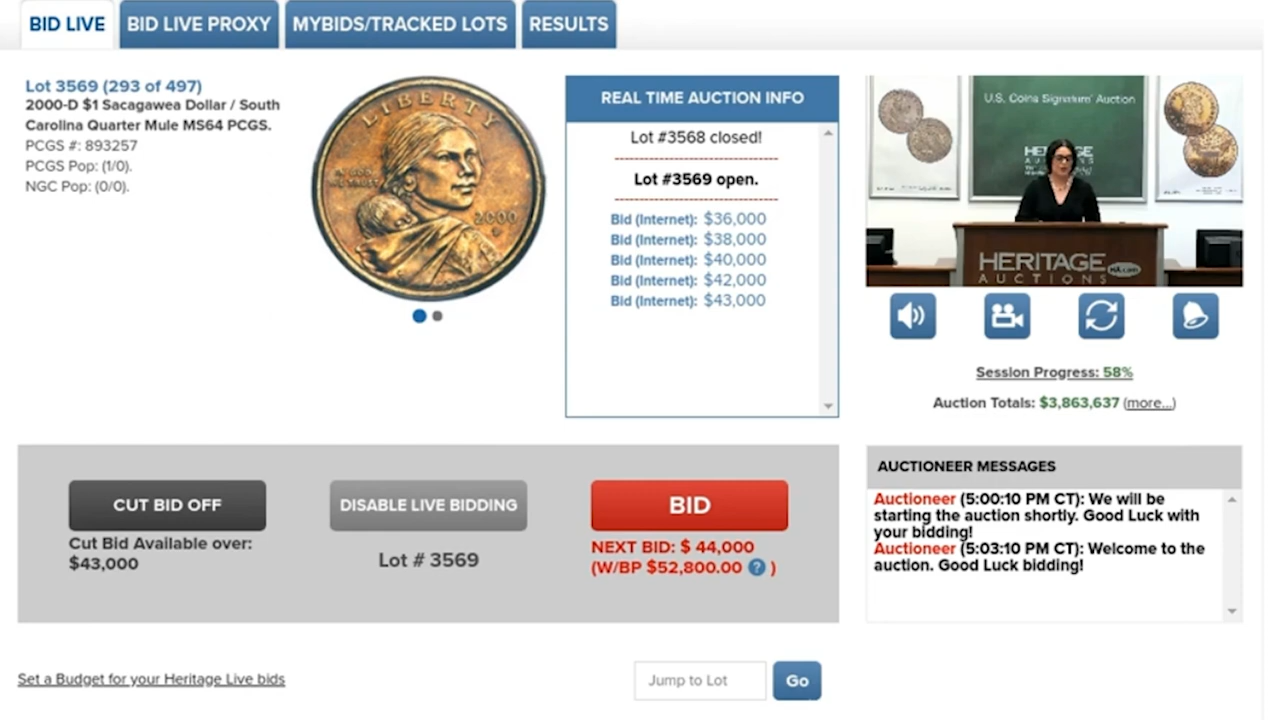 BID LIVE
BID LIVE PROXY
MYBIDS/TRACKED LOTS
RESULTS
Lot 3569 (293 of 497)
2000-D $1 Sacagawea Dollar / South
Carolina Quarter Mule MS64 PCGS.
PCGS #: 893257
PCGS Pop: (1/0).
NGC Pop: (0/0).
LIBERTY
IN GOD
WE TRUST
2000
REAL TIME AUCTION INFO
Lot #3568 closed!
Lot #3569 open.
Bid (Internet): $36,000
Bid (Internet): $38,000
Bid (Internet): $40,000
Bid (Internet): $42,000
Bid (Internet): $43,000
U.S. Coins Signature® Auction
HERITAGE
AUCTIONS
Session Progress: 58%
Auction Totals: $3,863,637 (more...)
CUT BID OFF
Cut Bid Available over:
$43,000
DISABLE LIVE BIDDING
Lot # 3569
BID
NEXT BID: $ 44,000
(W/BP $52,800.00 ? )
AUCTIONEER MESSAGES
Auctioneer (5:00:10 PM CT): We will be
starting the auction shortly. Good Luck with
your bidding!
Auctioneer (5:03:10 PM CT): Welcome to the
auction. Good Luck bidding!
Set a Budget for your Heritage Live bids
Jump to Lot
Go